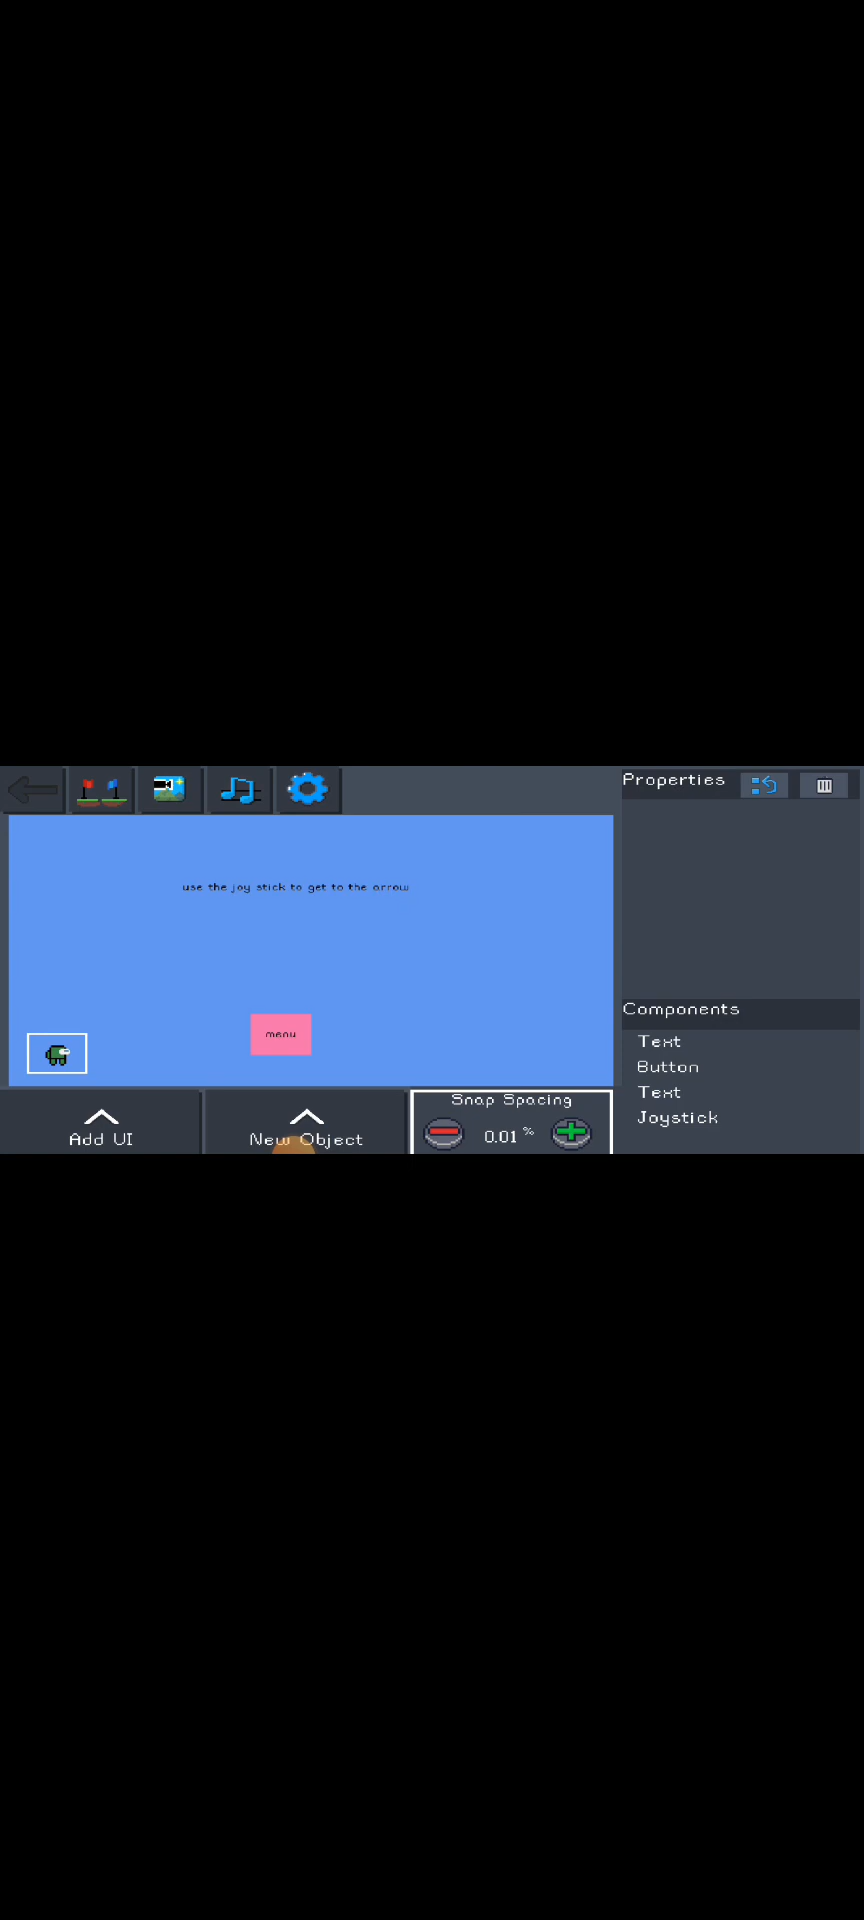 Properties
use the joy stick to get to the arrow
menu
Components
Text
Button
Text
Joystick
Add UI
New Object
Snap Spacing
0.01 %